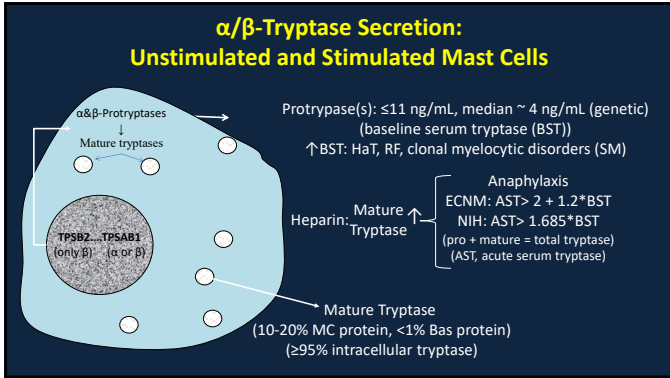 α/β-Tryptase Secretion:
Unstimulated and Stimulated Mast Cells
α&β-Protryptases
↓
Mature tryptases
TPSB2....TPSAB1
(only β) (α or β)
Protrypase(s): ≤11 ng/mL, median ~ 4 ng/mL (genetic)
(baseline serum tryptase (BST))
↑BST: HaT, RF, clonal myelocytic disorders (SM)
Heparin: Mature
Tryptase ↑
Anaphylaxis
ECNM: AST> 2 + 1.2*BST
NIH: AST> 1.685*BST
(pro + mature = total tryptase)
(AST, acute serum tryptase)
Mature Tryptase
(10-20% MC protein, <1% Bas protein)
(≥95% intracellular tryptase)